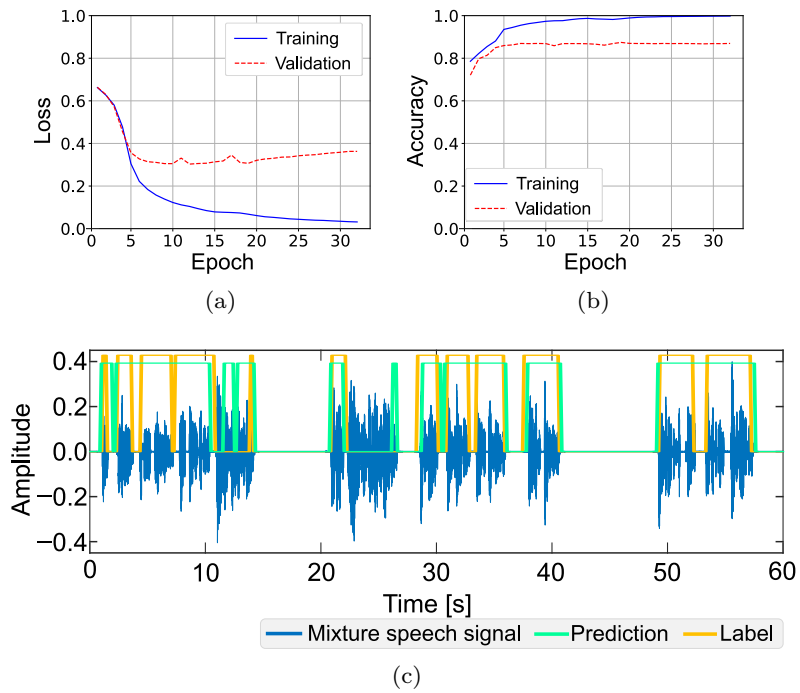 1.0
0.8
0.6
0.4
0.2
0.0
Loss
Training
Validation
0 5 10 15 20 25 30
Epoch
(a)
1.0
0.8
0.6
0.4
0.2
0.0
Accuracy
Training
Validation
0 5 10 15 20 25 30
Epoch
(b)
0.4
0.2
0.0
−0.2
−0.4
Amplitude
0 10 20 30 40 50 60
Time [s]
Mixture speech signal Prediction Label
(c)